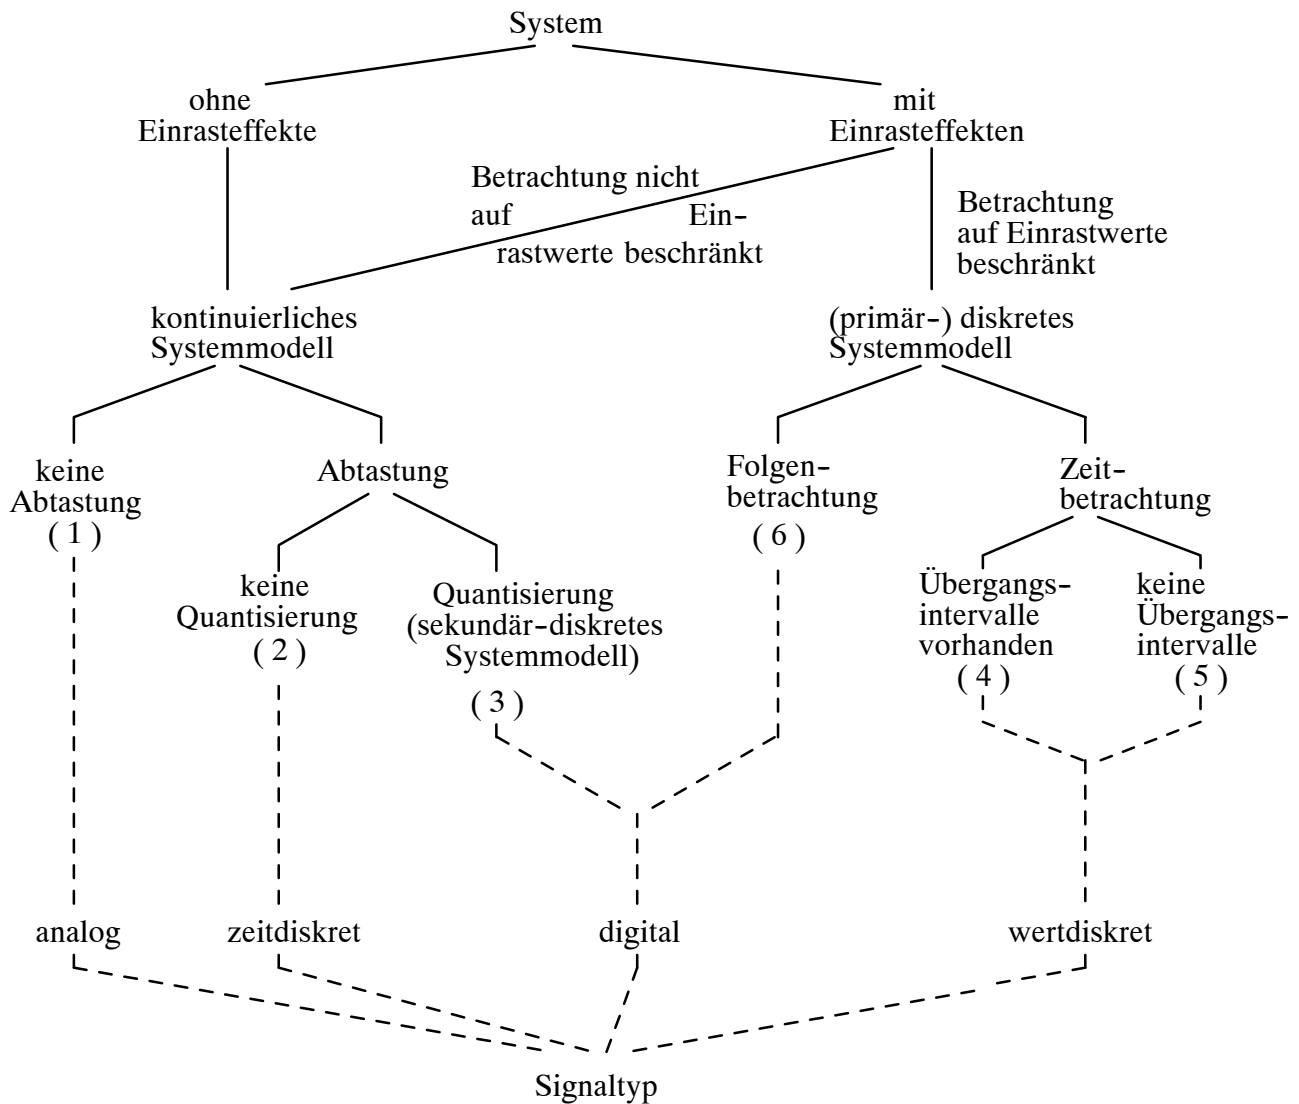 System
ohne
Einrasteffekte
mit
Einrasteffekten
Betrachtung nicht
auf Ein-
rastwerte beschränkt
Betrachtung
auf Einrastwerte
beschränkt
kontinuierliches
Systemmodell
(primär-) diskretes
Systemmodell
keine
Abtastung
( 1 )
Abtastung
Folgen-
betrachtung
( 6 )
Zeit-
betrachtung
keine
Quantisierung
( 2 )
Quantisierung
(sekundär-diskretes
Systemmodell)
( 3 )
Übergangs-
intervalle
vorhanden
( 4 )
keine
Übergangs-
intervalle
( 5 )
analog
zeitdiskret
digital
wertdiskret
Signaltyp